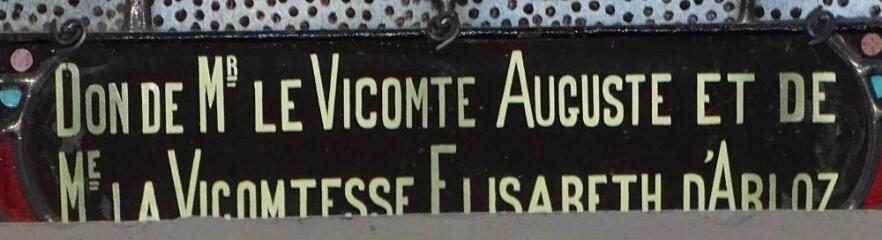 DON DE MR LE VICOMTE AUGUSTE ET DE
ME LA VICOMTESSE ELISABETH D'ARLOZ